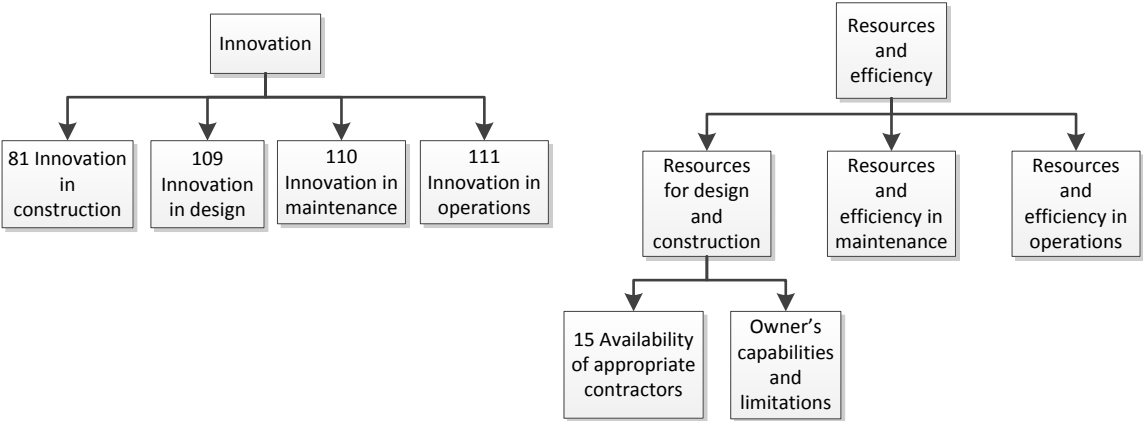 Innovation
81 Innovation
in
construction
109
Innovation
in design
110
Innovation in
maintenance
111
Innovation in
operations
Resources
and
efficiency
Resources
for design
and
construction
Resources
and
efficiency in
maintenance
Resources
and
efficiency in
operations
15 Availability
of appropriate
contractors
Owner’s
capabilities
and
limitations